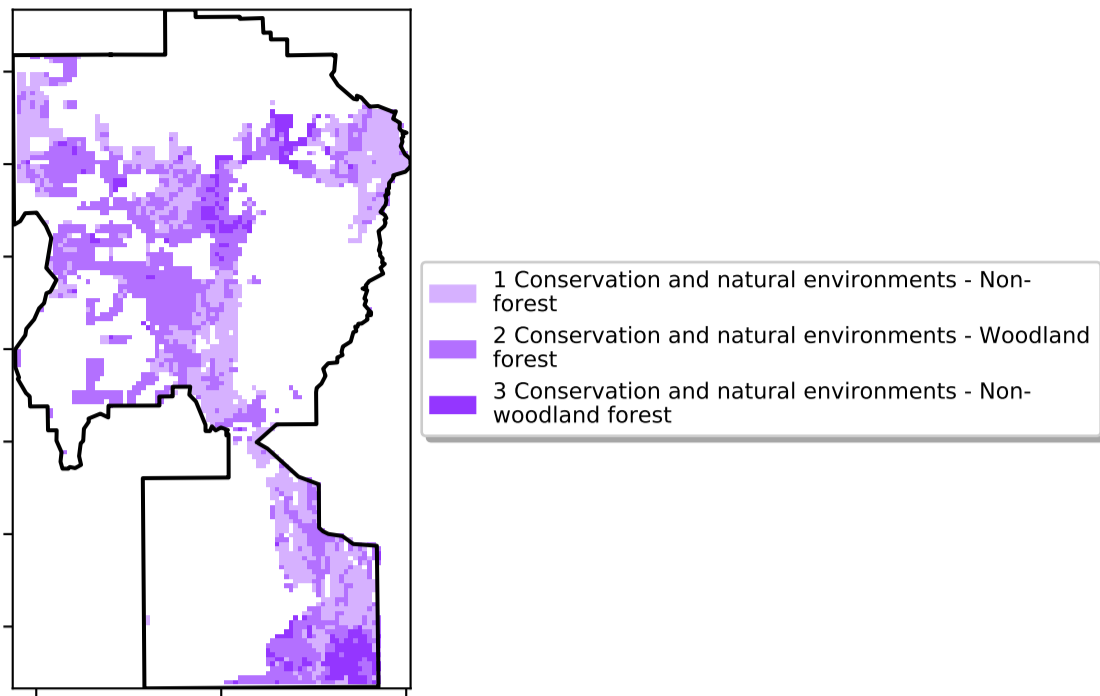 1 Conservation and natural environments - Non-
forest
2 Conservation and natural environments - Woodland
forest
3 Conservation and natural environments - Non-
woodland forest